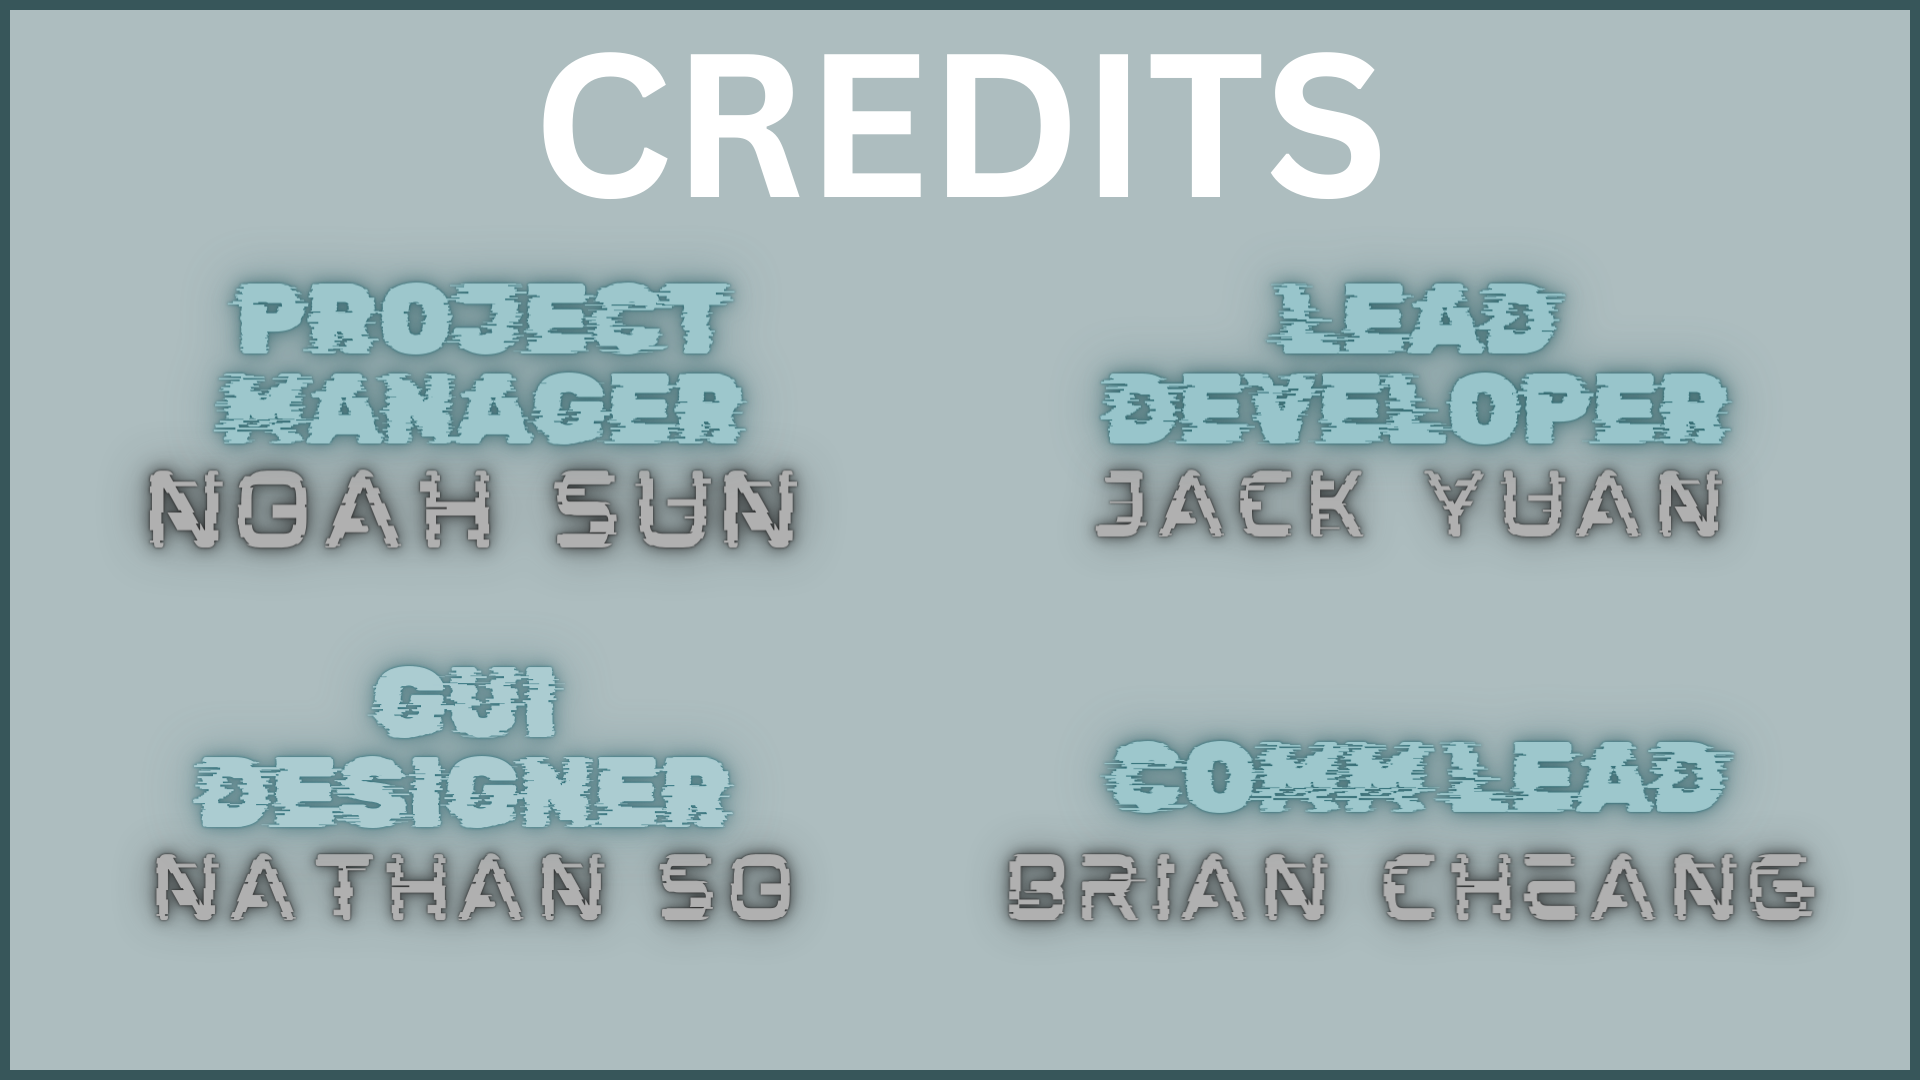 CREDITS
PROJECT
MANAGER
NOAH SUN
LEAD
DEVELOPER
JACK YUAN
GUI
DESIGNER
NATHAN SO
COMM LEAD
BRIAN CHEANG